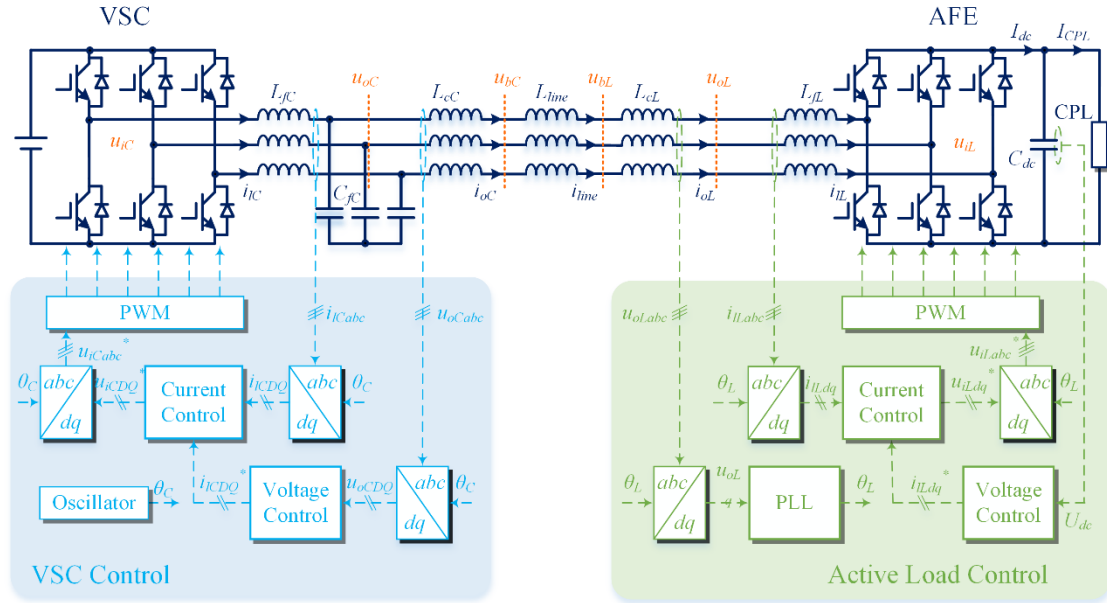 VSC
AFE
I_dc
I_CPL
u_oC
u_bC
u_bL
u_oL
L_fC
L_cC
L_line
L_cL
L_fL
CPL
u_iC
u_iL
C_dc
i_lC
C_fC
i_oC
i_line
i_oL
i_lL
PWM
i_lCabc
u_oCabc
u_oLabc
i_lLabc
PWM
u_iCabc*
u_iLabc*
θ_C
abc
dq
u_iCDQ*
Current
Control
i_lCDQ
abc
dq
θ_C
θ_L
abc
dq
i_lLdq
Current
Control
u_iLdq*
abc
dq
θ_L
Oscillator
θ_C
i_lCDQ*
Voltage
Control
u_oCDQ
abc
dq
θ_C
θ_L
abc
dq
u_oL
q
PLL
θ_L
i_lLdq*
Voltage
Control
U_dc
VSC Control
Active Load Control